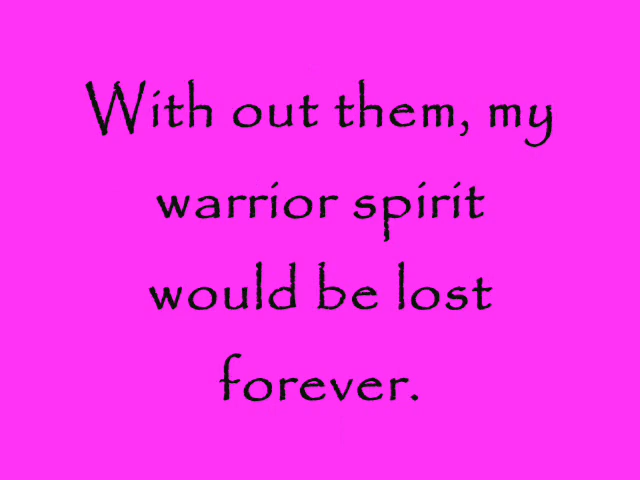 With out them, my
warrior spirit
would be lost
forever.